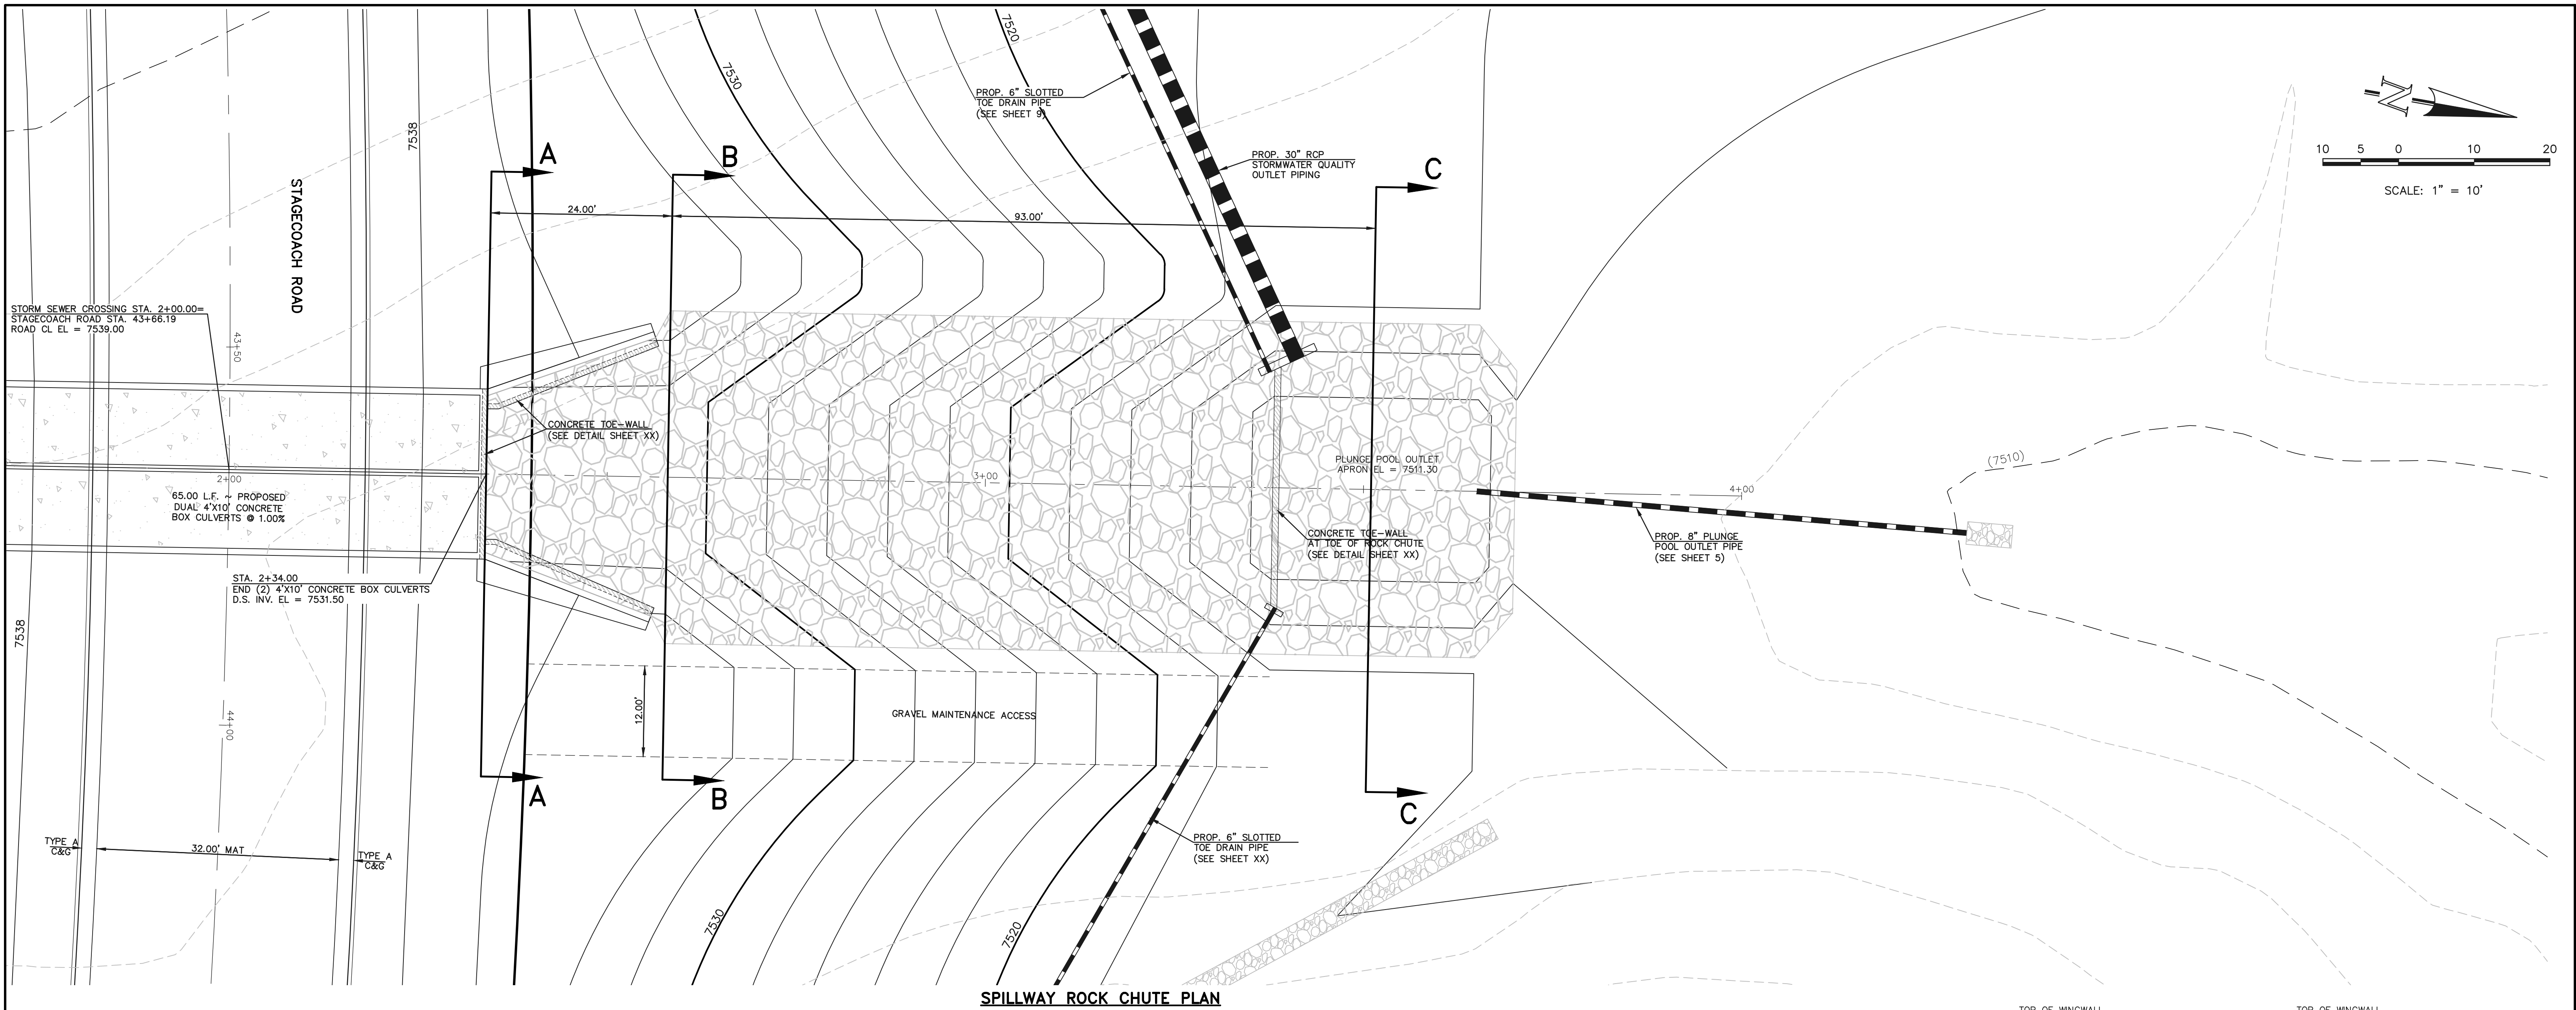 7520
7530
PROP. 6" SLOTTED
TOE DRAIN PIPE
(SEE SHEET 9)
N
10 5 0 10 20
SCALE: 1" = 10'
7538
A
B
C
PROP. 30" RCP
STORMWATER QUALITY
OUTLET PIPING
STAGECOACH ROAD
24.00'
93.00'
STORM SEWER CROSSING STA. 2+00.00=
STAGECOACH ROAD STA. 43+66.19
ROAD CL EL = 7539.00
43+50
CONCRETE TOE-WALL
(SEE DETAIL SHEET XX)
2+00
3+00
4+00
PLUNGE POOL OUTLET
APRON EL = 7511.30
(7510)
65.00 L.F. ~ PROPOSED
DUAL 4'X10' CONCRETE
BOX CULVERTS @ 1.00%
CONCRETE TOE-WALL
AT TOE OF ROCK CHUTE
(SEE DETAIL SHEET XX)
PROP. 8" PLUNGE
POOL OUTLET PIPE
(SEE SHEET 5)
STA. 2+34.00
END (2) 4'X10' CONCRETE BOX CULVERTS
D.S. INV. EL = 7531.50
7538
44+00
12.00'
GRAVEL MAINTENANCE ACCESS
A
B
C
TYPE A
C&G
32.00' MAT
TYPE A
C&G
PROP. 6" SLOTTED
TOE DRAIN PIPE
(SEE SHEET XX)
7530
7520
SPILLWAY ROCK CHUTE PLAN
TOP OF WINGWALL
TOP OF WINGWALL